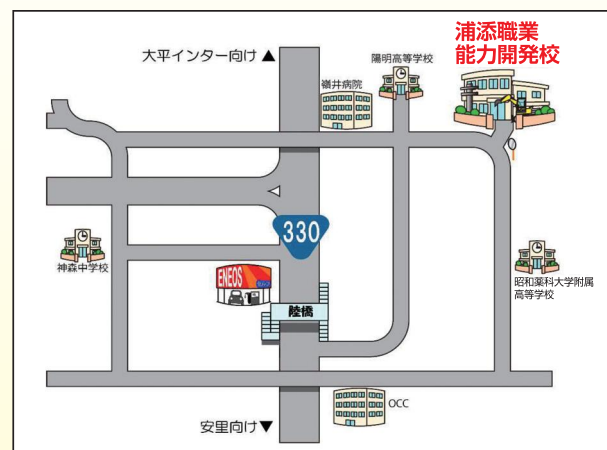 浦添職業
能力開発校
大平インター向け▲
陽明高等学校
嶺井病院
330
神森中学校
ENEOS
昭和薬科大学附属
高等学校
陸橋
OCC
安里向け▼